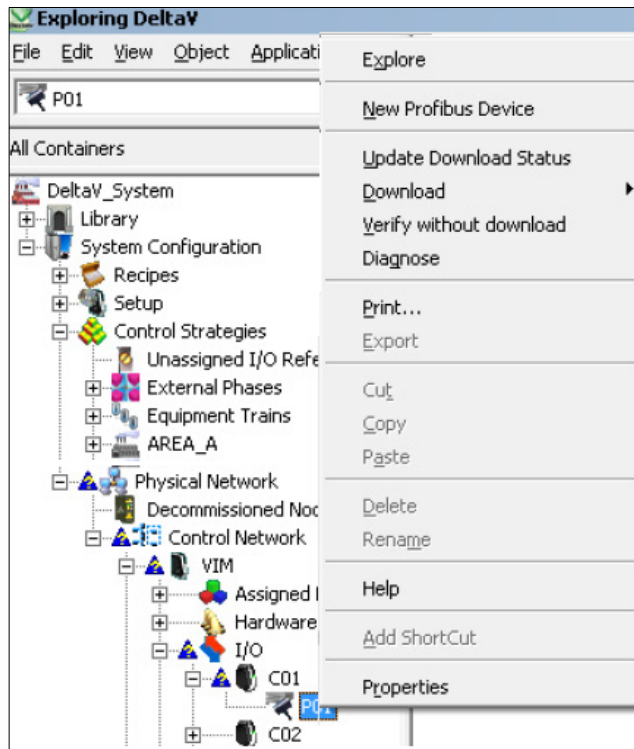 Exploring DeltaV
File Edit View Object Applicati
P01
All Containers
DeltaV_System
Library
System Configuration
Recipes
Setup
Control Strategies
Unassigned I/O Refe
External Phases
Equipment Trains
AREA_A
Physical Network
Decommissioned Nod
Control Network
VIM
Assigned I
Hardware
I/O
C01
P01
C02
Explore
New Profibus Device
Update Download Status
Download
Verify without download
Diagnose
Print...
Export
Cut
Copy
Paste
Delete
Rename
Help
Add ShortCut
Properties